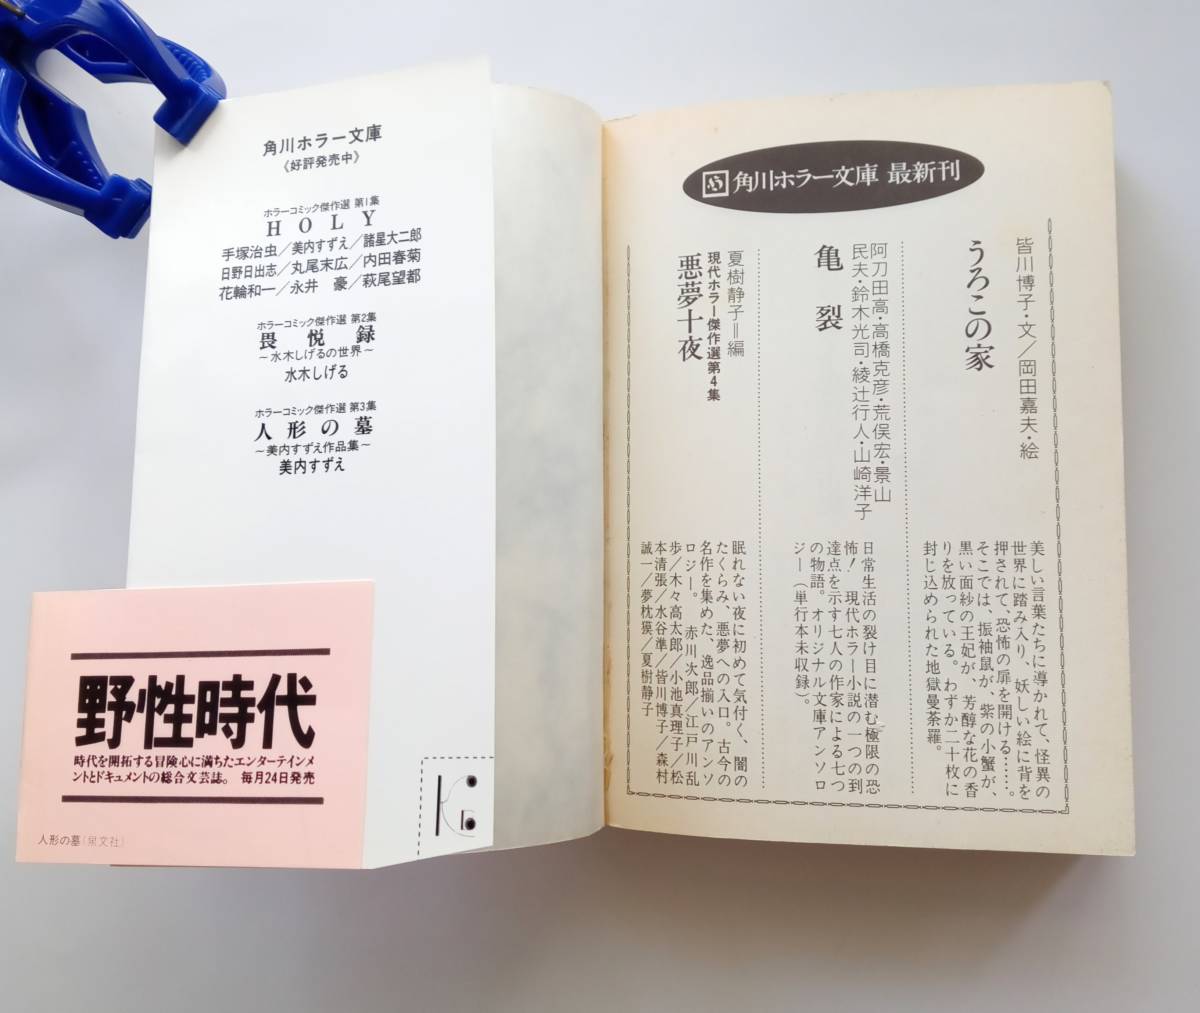 角川ホラー文庫
《好評発売中》
ホラーコミック傑作選 第1集
HOLY
手塚治虫／美内すずえ／諸星大二郎
日野日出志／丸尾末広／内田春菊
花輪和一／永井 豪／萩尾望都
ホラーコミック傑作選 第2集
畏悦録
～水木しげるの世界～
水木しげる
ホラーコミック傑作選 第3集
人形の墓
～美内すずえ作品集～
美内すずえ
野性時代
時代を開拓する冒険心に満ちたエンターテインメ
ントとドキュメントの総合文芸誌。 毎月24日発売
人形の墓（泉文社）
角川ホラー文庫 最新刊
皆川博子・文／岡田嘉夫・絵
うろこの家
美しい言葉たちに導かれて、怪異の
世界に踏み入り、妖しい絵に背を
押されて、恐怖の扉を開ける……。
そこでは、振袖鼠が、紫の小蟹が、
黒い面紗の王妃が、芳醇な花の香
りを放っている。わずか二十枚に
封じ込められた地獄曼荼羅。
阿刀田高・高橋克彦・荒俣宏・景山
民夫・鈴木光司・綾辻行人・山崎洋子
亀裂
日常生活の裂け目に潜む極限の恐
怖！ 現代ホラー小説の一つの到
達点を示す七人の作家による七つ
の物語。オリジナル文庫アンソロ
ジー（単行本未収録）。
夏樹静子＝編
現代ホラー傑作選第4集
悪夢十夜
眠れない夜に初めて気付く、闇の
たくらみ、悪夢への入口。古今の
名作を集めた、逸品揃いのアンソ
ロジー。 赤川次郎／江戸川乱
歩／木々高太郎／小池真理子／松
本清張／水谷準／皆川博子／森村
誠一／夢枕獏／夏樹静子